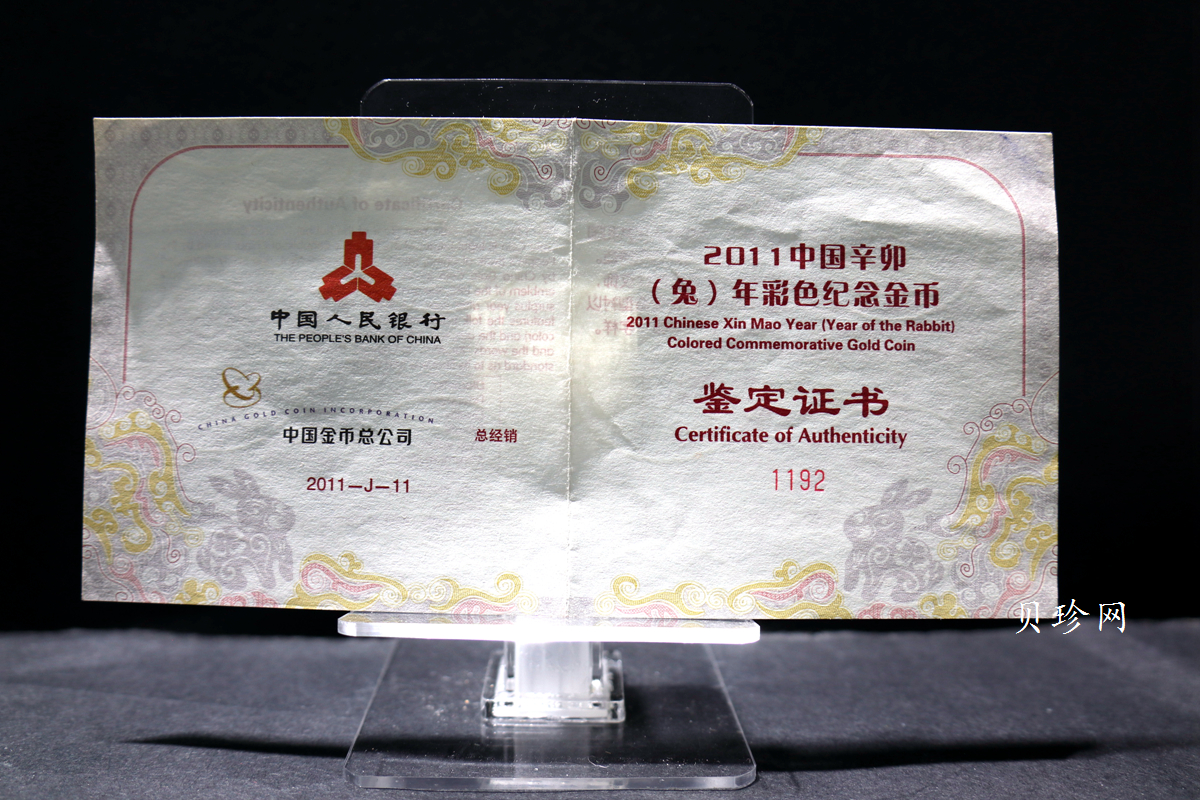 中国人民银行
THE PEOPLE'S BANK OF CHINA
CHINA GOLD COIN INCORPORATION
中国金币总公司 总经销
2011—J—11
2011中国辛卯
（兔）年彩色纪念金币
2011 Chinese Xin Mao Year (Year of the Rabbit)
Colored Commemorative Gold Coin
鉴定证书
Certificate of Authenticity
1192
贝珍网